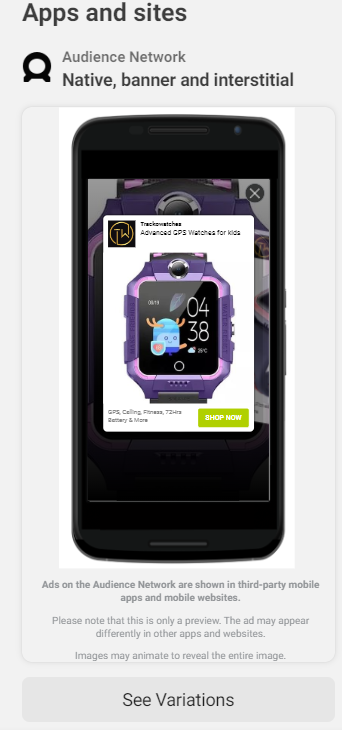 Apps and sites
Audience Network
Native, banner and interstitial
TW
Trackowatches
Advanced GPS Watches for kids
09/19
04
38
29°C
GPS, Calling, Fitness, 72Hrs
Battery & More
SHOP NOW
Ads on the Audience Network are shown in third-party mobile
apps and mobile websites.
Please note that this is only a preview. The ad may appear
differently in other apps and websites.
Images may animate to reveal the entire image.
See Variations